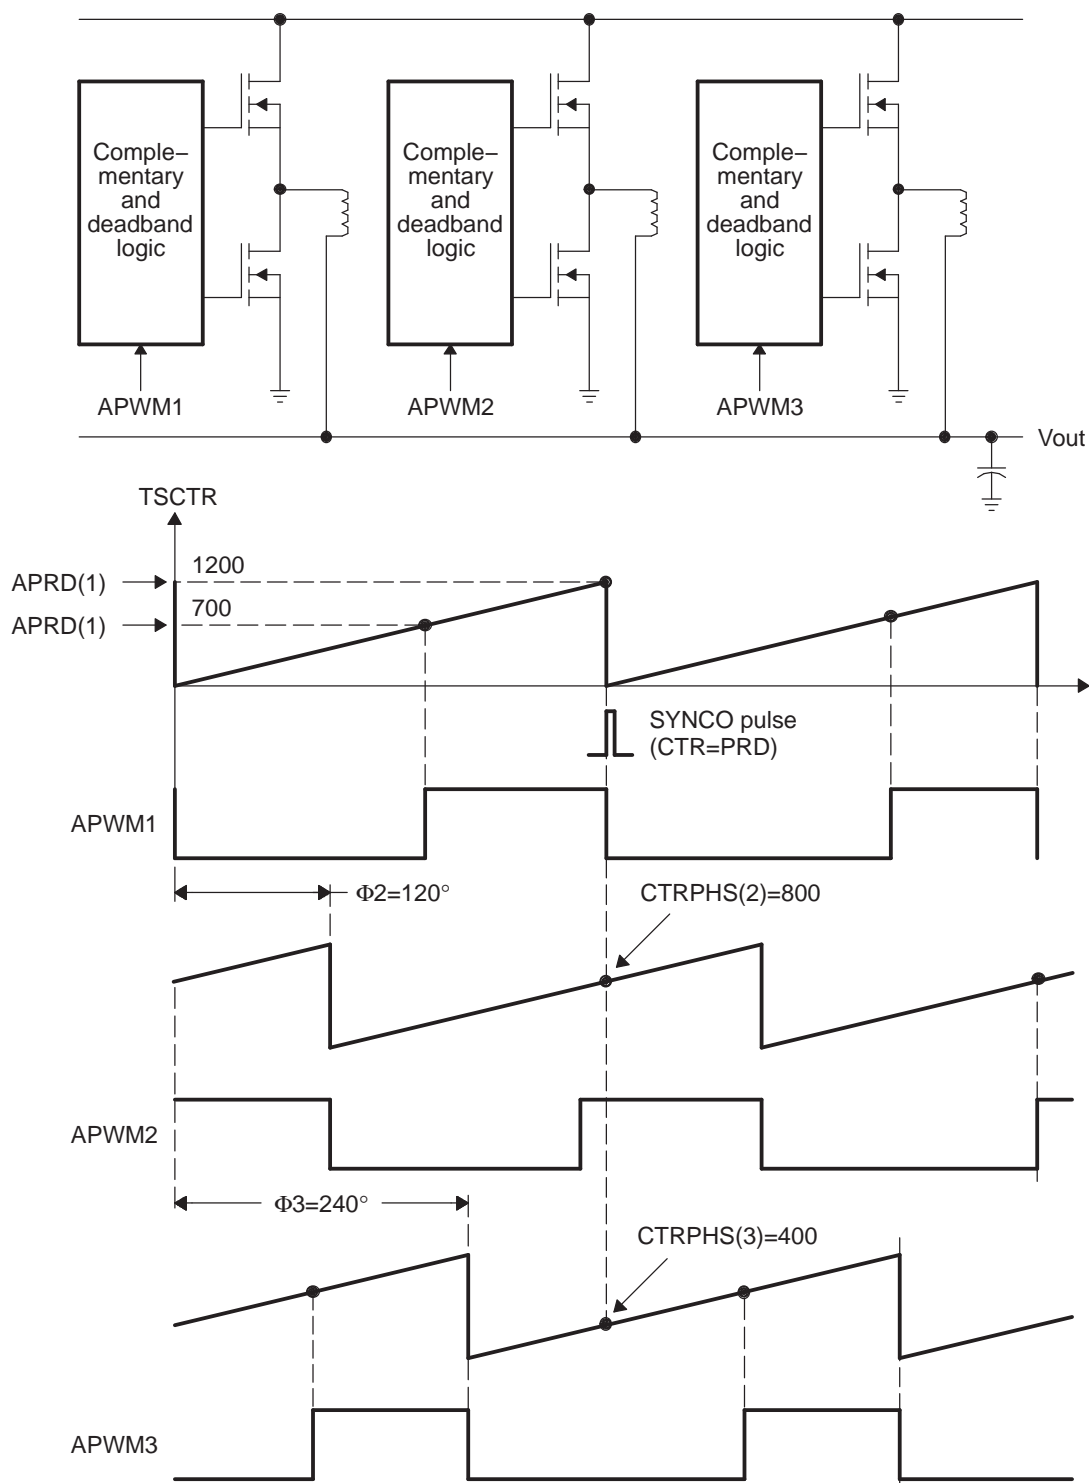 Comple−
mentary
and
deadband
logic
Comple−
mentary
and
deadband
logic
Comple−
mentary
and
deadband
logic
APWM1
APWM2
APWM3
Vout
TSCTR
APRD(1)
1200
APRD(1)
700
SYNCO pulse
(CTR=PRD)
APWM1
Φ2=120°
CTRPHS(2)=800
APWM2
Φ3=240°
CTRPHS(3)=400
APWM3